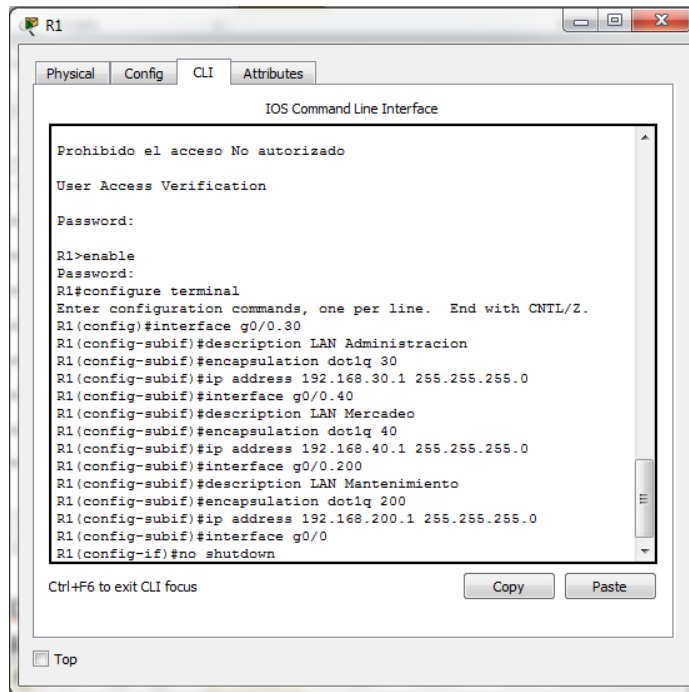 R1
Physical Config CLI Attributes
IOS Command Line Interface
Prohibido el acceso No autorizado
User Access Verification
Password:
R1>enable
Password:
R1#configure terminal
Enter configuration commands, one per line.  End with CNTL/Z.
R1(config)#interface g0/0.30
R1(config-subif)#description LAN Administracion
R1(config-subif)#encapsulation dot1q 30
R1(config-subif)#ip address 192.168.30.1 255.255.255.0
R1(config-subif)#interface g0/0.40
R1(config-subif)#description LAN Mercadeo
R1(config-subif)#encapsulation dot1q 40
R1(config-subif)#ip address 192.168.40.1 255.255.255.0
R1(config-subif)#interface g0/0.200
R1(config-subif)#description LAN Mantenimiento
R1(config-subif)#encapsulation dot1q 200
R1(config-subif)#ip address 192.168.200.1 255.255.255.0
R1(config-subif)#interface g0/0
R1(config-if)#no shutdown
Ctrl+F6 to exit CLI focus Copy Paste
Top